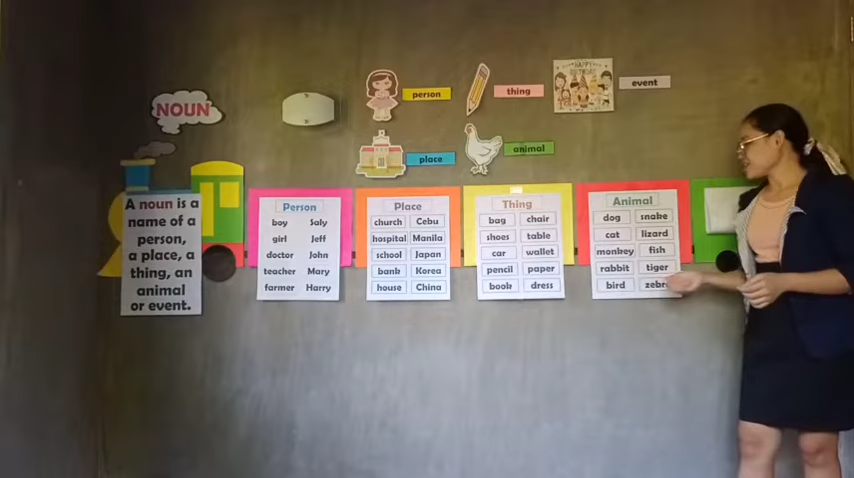 HAPPY
person
thing
event
NOUN
place
animal
A noun is a
name of a
person,
a place, a
thing, an
animal
or event.
Person
boy Saly
girl Jeff
doctor John
teacher Mary
farmer Harry
Place
church Cebu
hospital Manila
school Japan
bank Korea
house China
Thing
bag chair
shoes table
car wallet
pencil paper
book dress
Animal
dog snake
cat lizard
monkey fish
rabbit tiger
bird zebra